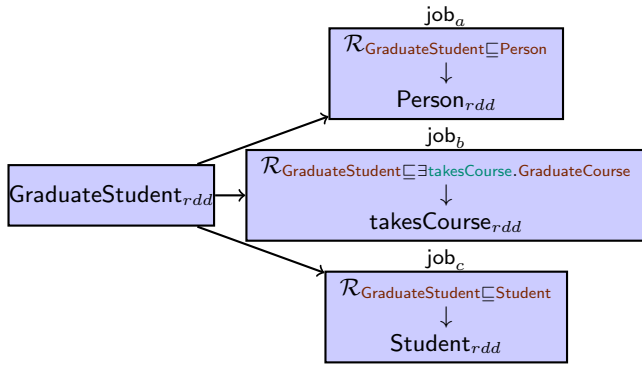 job_a
ℛ_GraduateStudent⊑Person
↓
Person_rdd
job_b
ℛ_GraduateStudent⊑∃takesCourse.GraduateCourse
↓
takesCourse_rdd
GraduateStudent_rdd
job_c
ℛ_GraduateStudent⊑Student
↓
Student_rdd